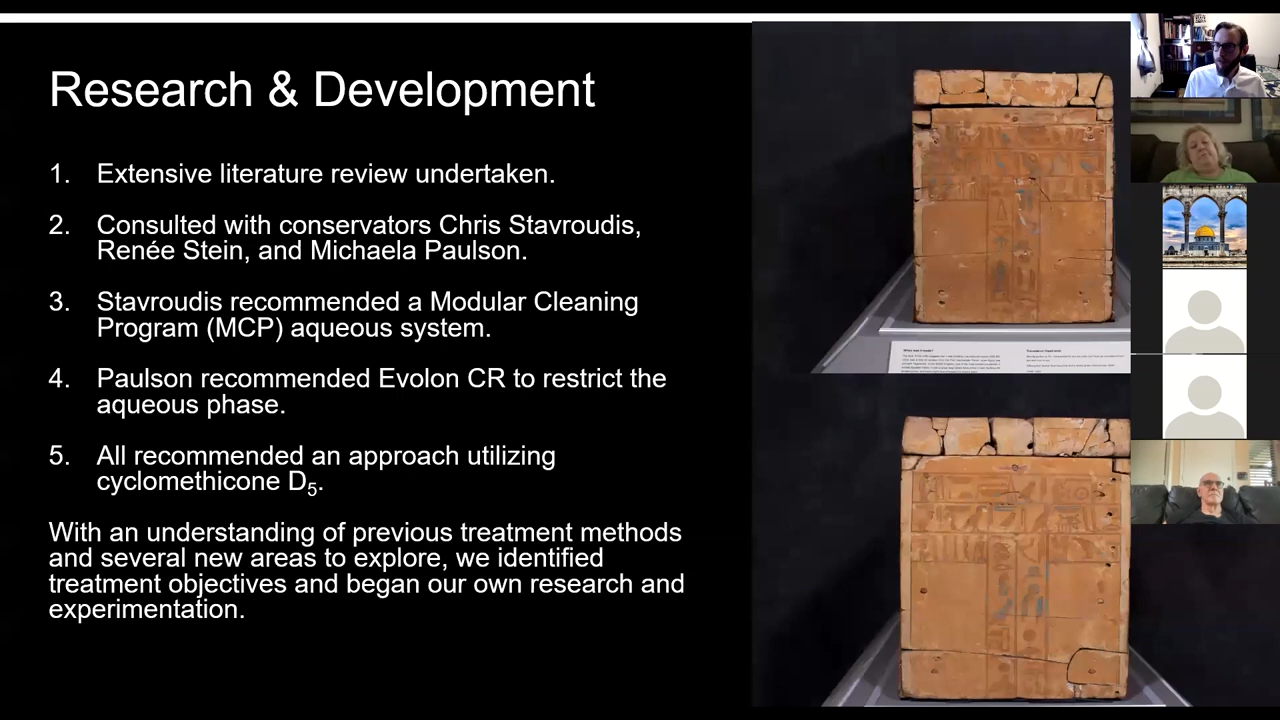 Research & Development
1. Extensive literature review undertaken.
2. Consulted with conservators Chris Stavroudis,
Renée Stein, and Michaela Paulson.
3. Stavroudis recommended a Modular Cleaning
Program (MCP) aqueous system.
4. Paulson recommended Evolon CR to restrict the
aqueous phase.
5. All recommended an approach utilizing
cyclomethicone D₅.
With an understanding of previous treatment methods
and several new areas to explore, we identified
treatment objectives and began our own research and
experimentation.